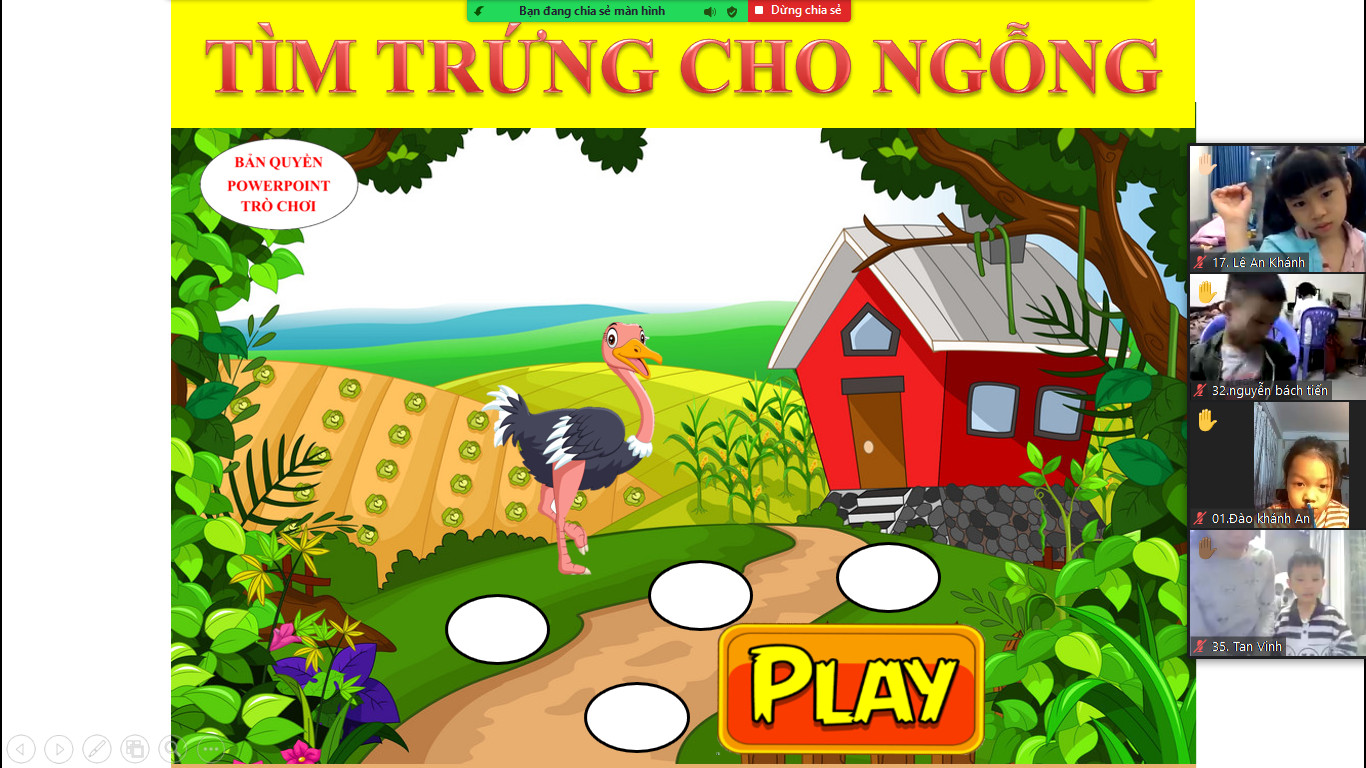 Bạn đang chia sẻ màn hình
Dừng chia sẻ
TÌM TRỨNG CHO NGỖNG
BẢN QUYỀN
POWERPOINT
TRÒ CHƠI
17. Lê An Khánh
32.nguyễn bách tiến
01.Đào khánh An
35. Tan Vinh
PLAY